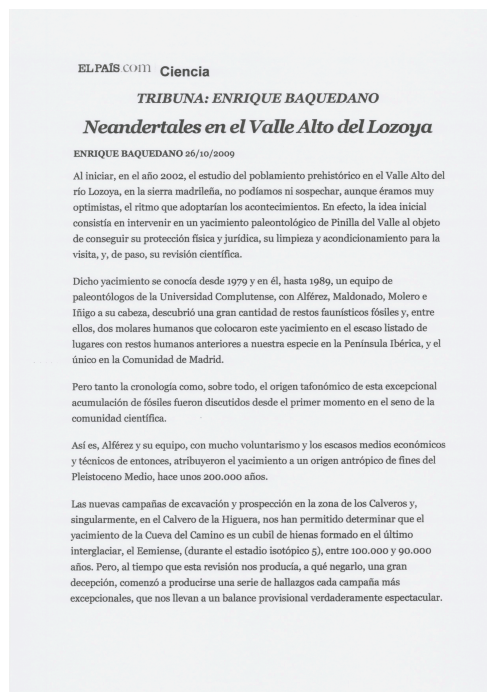 EL PAÍS.com Ciencia
TRIBUNA: ENRIQUE BAQUEDANO
Neandertales en el Valle Alto del Lozoya
ENRIQUE BAQUEDANO 26/10/2009
Al iniciar, en el año 2002, el estudio del poblamiento prehistórico en el Valle Alto del
río Lozoya, en la sierra madrileña, no podíamos ni sospechar, aunque éramos muy
optimistas, el ritmo que adoptarían los acontecimientos. En efecto, la idea inicial
consistía en intervenir en un yacimiento paleontológico de Pinilla del Valle al objeto
de conseguir su protección física y jurídica, su limpieza y acondicionamiento para la
visita, y, de paso, su revisión científica.
Dicho yacimiento se conocía desde 1979 y en él, hasta 1989, un equipo de
paleontólogos de la Universidad Complutense, con Alférez, Maldonado, Molero e
Iñigo a su cabeza, descubrió una gran cantidad de restos faunísticos fósiles y, entre
ellos, dos molares humanos que colocaron este yacimiento en el escaso listado de
lugares con restos humanos anteriores a nuestra especie en la Península Ibérica, y el
único en la Comunidad de Madrid.
Pero tanto la cronología como, sobre todo, el origen tafonómico de esta excepcional
acumulación de fósiles fueron discutidos desde el primer momento en el seno de la
comunidad científica.
Así es, Alférez y su equipo, con mucho voluntarismo y los escasos medios económicos
y técnicos de entonces, atribuyeron el yacimiento a un origen antrópico de fines del
Pleistoceno Medio, hace unos 200.000 años.
Las nuevas campañas de excavación y prospección en la zona de los Calveros y,
singularmente, en el Calvero de la Higuera, nos han permitido determinar que el
yacimiento de la Cueva del Camino es un cubil de hienas formado en el último
interglaciar, el Eemiense, (durante el estadio isotópico 5), entre 100.000 y 90.000
años. Pero, al tiempo que esta revisión nos producía, a qué negarlo, una gran
decepción, comenzó a producirse una serie de hallazgos cada campaña más
excepcionales, que nos llevan a un balance provisional verdaderamente espectacular.